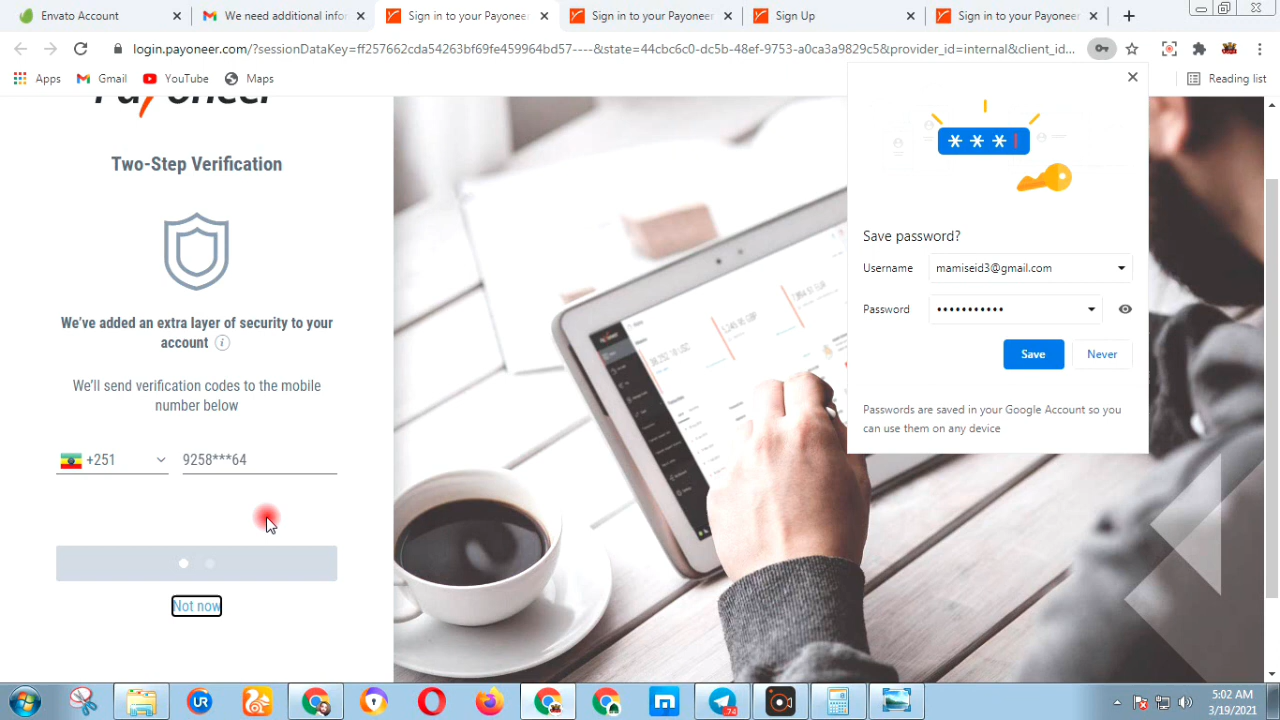 Envato Account
We need additional infor
Sign in to your Payonee
Sign in to your Payoneer
Sign Up
Sign in to your Payoneer
login.payoneer.com/?sessionDataKey=ff257662cda54263bf69fe459964bd57----&state=44cbc6c0-dc5b-48ef-9753-a0ca3a9829c5&provider_id=internal&client_id...
Apps
Gmail
YouTube
Maps
Reading list
Payoneer
Two-Step Verification
We've added an extra layer of security to your
account
We'll send verification codes to the mobile
number below
+251
9258***64
Not now
Save password?
Username
mamiseid3@gmail.com
Password
•••••••••••
Save
Never
Passwords are saved in your Google Account so you
can use them on any device
UR
74
5:02 AM
3/19/2021